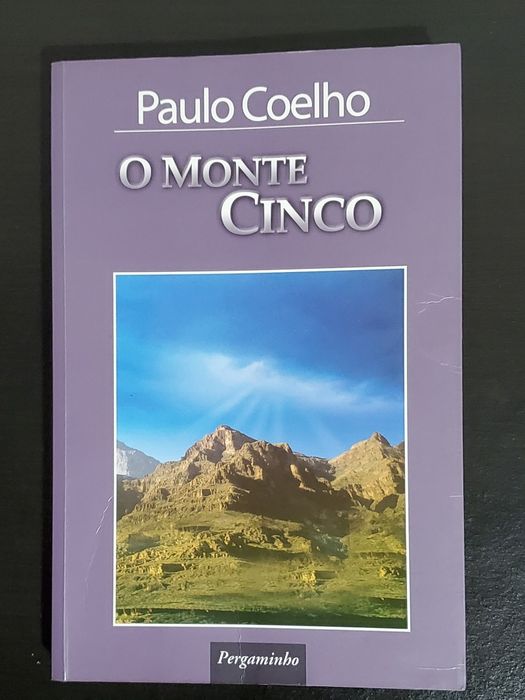 Paulo Coelho
O MONTE
CINCO
Pergaminho